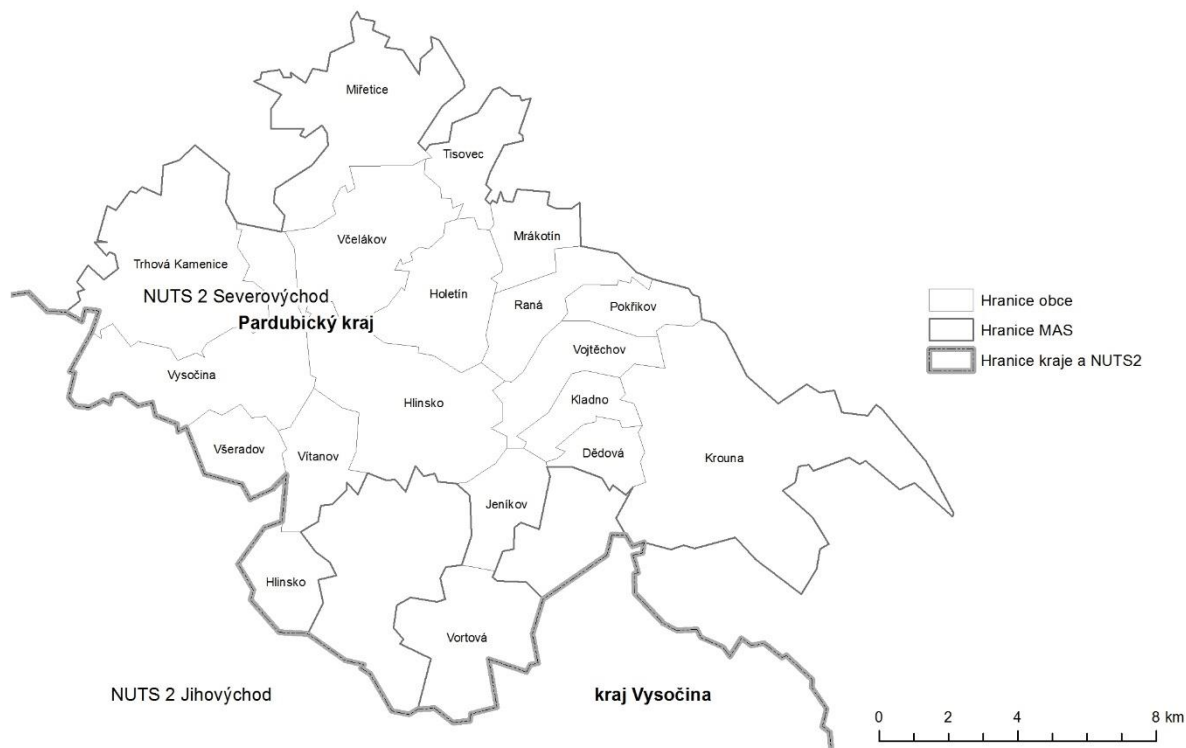 Miřetice
Tisovec
Mrákotín
Včelákov
Trhová Kamenice
Holetín
Raná
Pokřikov
NUTS 2 Severovýchod
Pardubický kraj
Vojtěchov
Vysočina
Hlinsko
Kladno
Všeradov
Vítanov
Dědová
Krouna
Jeníkov
Hlinsko
Vortová
NUTS 2 Jihovýchod
kraj Vysočina
Hranice obce
Hranice MAS
Hranice kraje a NUTS2
0 2 4 8 km